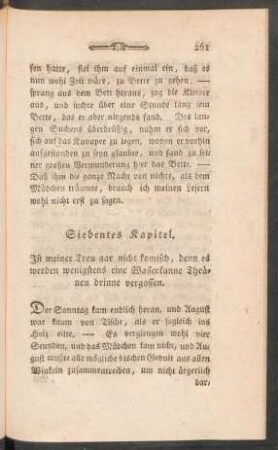 261
sen hatte, fiel ihm auf einmal ein, daß es
nun wohl Zeit wäre, zu Bette zu gehen. —
sprang aus dem Bett heraus, zog die Kleider
aus, und suchte über eine Stunde lang sein
Bette, das er aber nirgends fand. Des lan-
gen Suchens überdrüßig, nahm er sich vor,
sich auf das Kanapee zu legen, wovon er vorhin
aufgestanden zu seyn glaubte, und fand zu sei-
ner großen Verwunderung hier das Bette. —
Daß ihm die ganze Nacht von nichts, als dem
Mädchen träumte, brauch ich meinen Lesern
wohl nicht erst zu sagen.
Siebentes Kapitel.
Ist meiner Treu gar nicht komisch, denn es
werden wenigstens eine Wasserkanne Thrä-
nen drinne vergossen.
Der Sonntag kam endlich heran, und August
war kaum von Tische, als er sogleich ins
Holz eilte. — Es vergiengen wohl vier
Stunden, und das Mädchen kam nicht, und Au-
gust mußte alle mögliche bischen Geduld aus allen
Winkeln zusammentreiben, um nicht ärgerlich
dar,